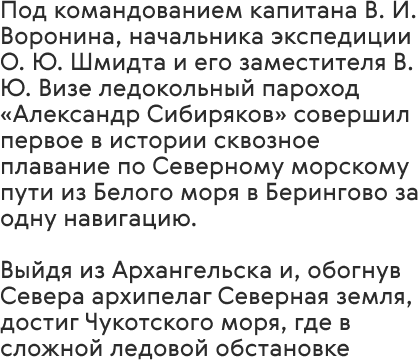 Под командованием капитана В. И.
Воронина, начальника экспедиции
О. Ю. Шмидта и его заместителя В.
Ю. Визе ледокольный пароход
«Александр Сибиряков» совершил
первое в истории сквозное
плавание по Северному морскому
пути из Белого моря в Берингово за
одну навигацию.

Выйдя из Архангельска и, обогнув
Севера архипелаг Северная земля,
достиг Чукотского моря, где в
сложной ледовой обстановке